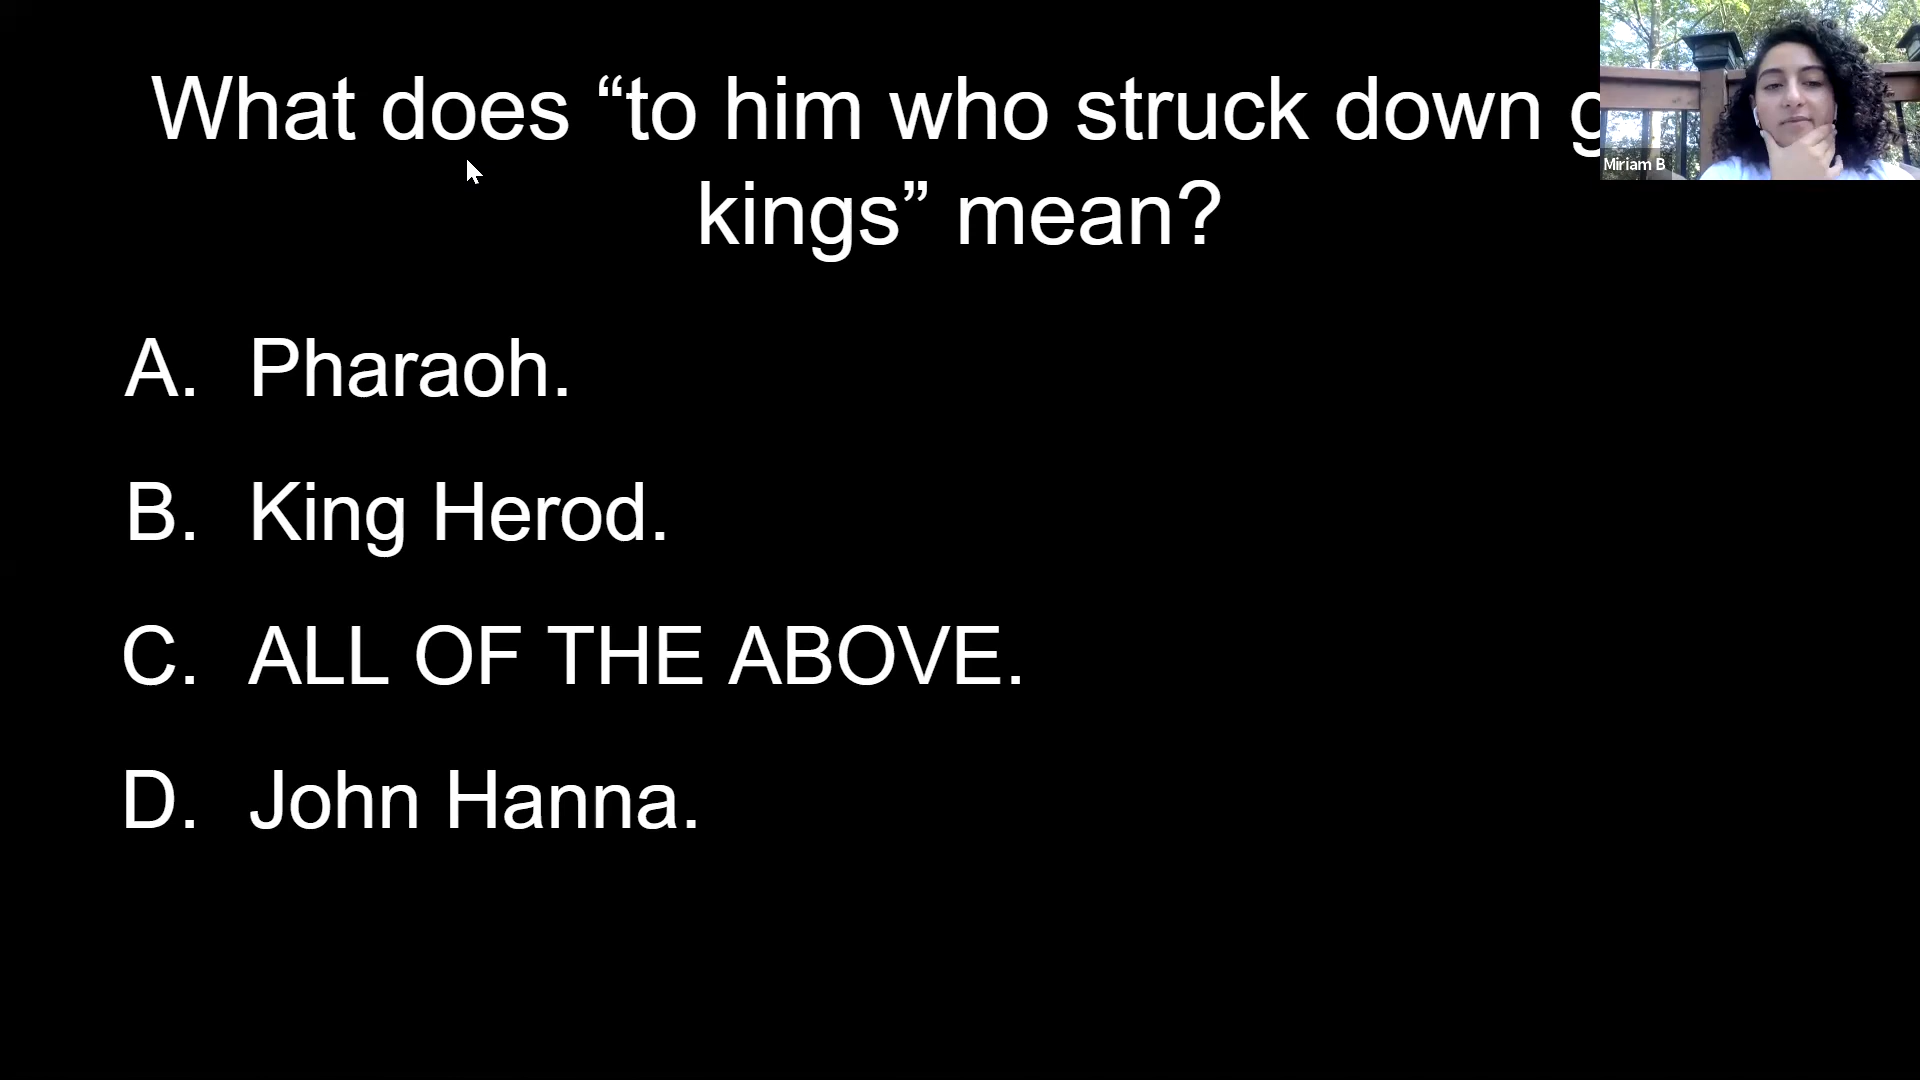 What does “to him who struck down
kings” mean?
A. Pharaoh.
B. King Herod.
C. ALL OF THE ABOVE.
D. John Hanna.
Miriam B